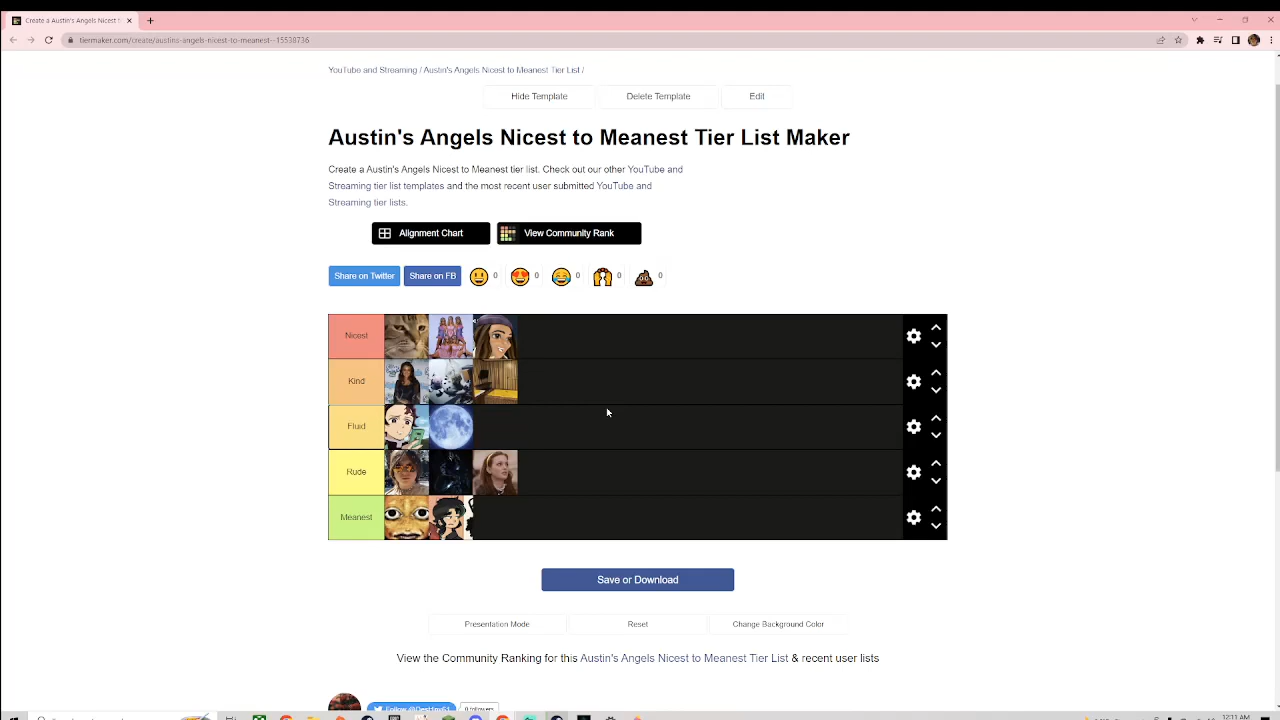 Create a Austin's Angels Nicest t
tiermaker.com/create/austins-angels-nicest-to-meanest--15538736
YouTube and Streaming / Austin's Angels Nicest to Meanest Tier List /
Hide Template
Delete Template
Edit
Austin's Angels Nicest to Meanest Tier List Maker
Create a Austin's Angels Nicest to Meanest tier list. Check out our other YouTube and
Streaming tier list templates and the most recent user submitted YouTube and
Streaming tier lists.
Alignment Chart
View Community Rank
Share on Twitter
Share on FB
0
0
0
0
0
Nicest
Kind
Fluid
Rude
Meanest
Save or Download
Presentation Mode
Reset
Change Background Color
View the Community Ranking for this Austin's Angels Nicest to Meanest Tier List & recent user lists
0 followers
12:11 AM